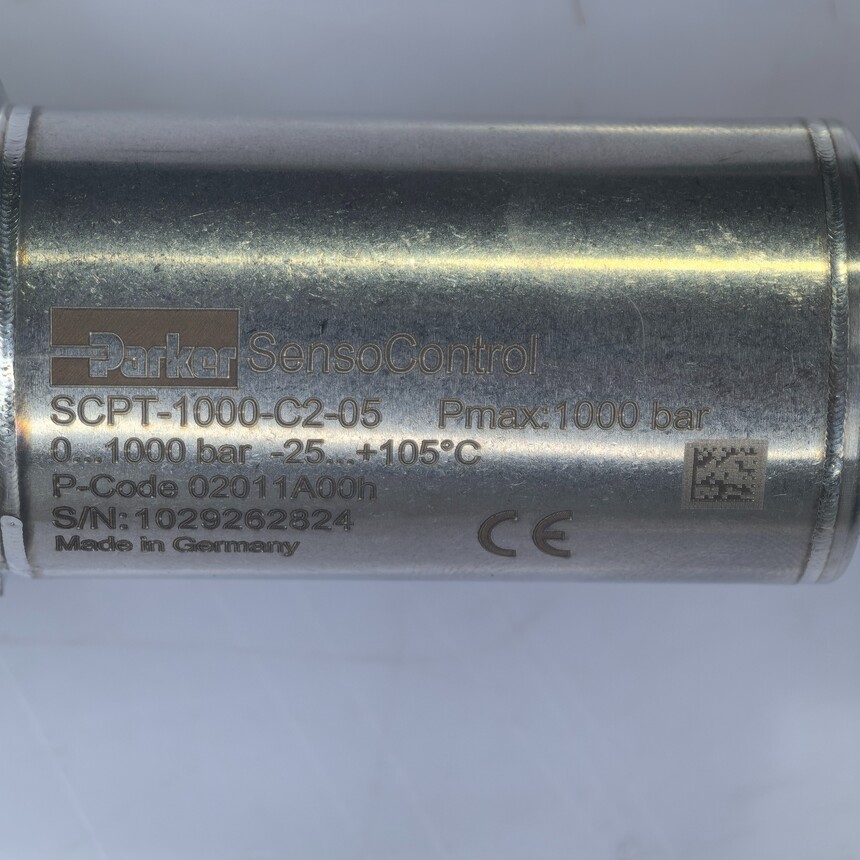 Parker SensoControl
SCPT-1000-C2-05 Pmax:1000 bar
0...1000 bar -25...+105°C
P-Code 02011A00h
S/N:1029262824
Made in Germany
CE